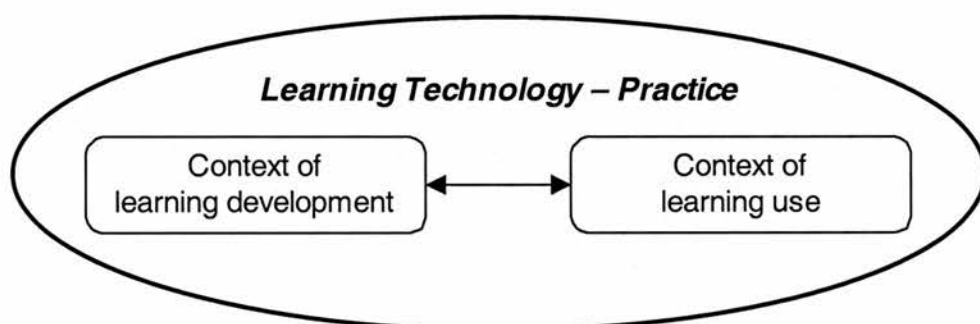 Learning Technology – Practice
Context of
learning development
Context of
learning use